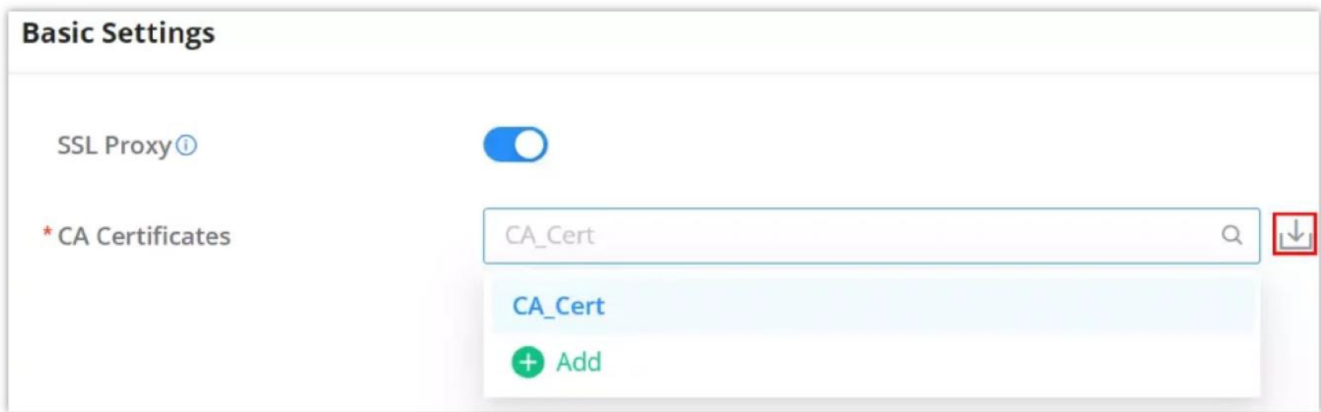 Basic Settings
SSL Proxy
* CA Certificates
CA_Cert
CA_Cert
Add